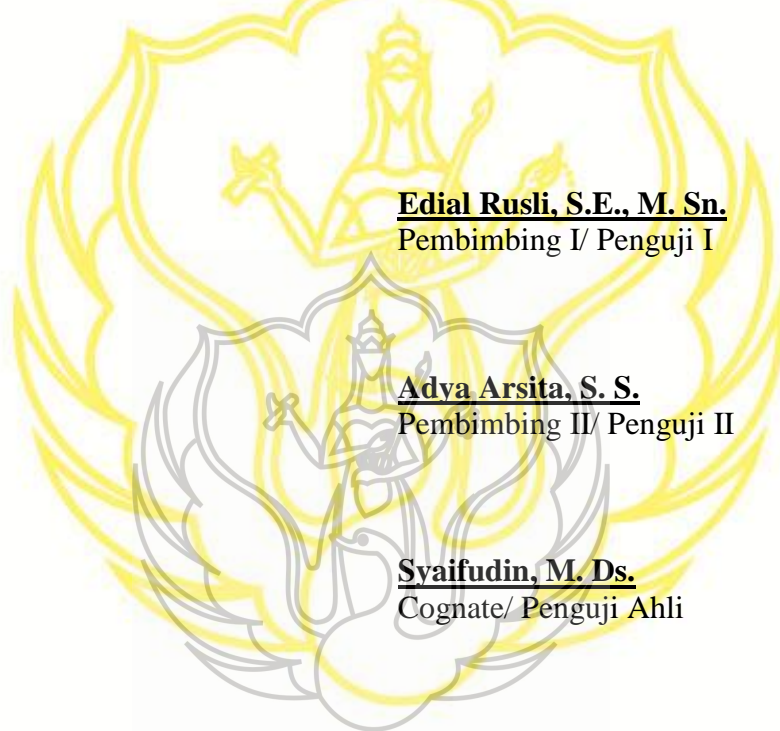 Edial Rusli, S.E., M. Sn.
Pembimbing I/ Penguji I
Adya Arsita, S. S.
Pembimbing II/ Penguji II
Syaifudin, M. Ds.
Cognate/ Penguji Ahli